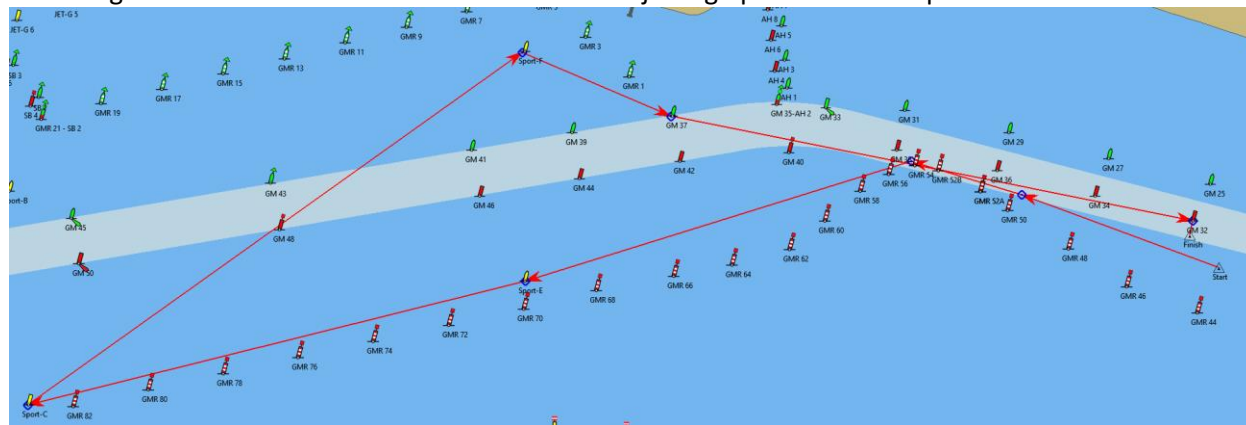 JET-G 5
JET-G 6
GMR 7
GMR 9
GMR 11
GMR 13
GMR 15
GMR 17
GMR 19
GMR 3
GMR 1
Sport-F
AH 8
AH 5
AH 6
AH 3
AH 4
AH 1
SB 3
SB 4
GMR 21 - SB 2
GM 35-AH 2
GM 33
GM 31
GM 29
GM 27
GM 25
GM 37
GM 39
GM 41
GM 43
GM 45
GM 40
GM 42
GM 44
GM 46
GM 48
GM 50
GM 36
GM 34
GM 32
Finish
Start
GMR 54
GMR 52B
GMR 56
GMR 52A
GMR 50
GMR 58
GMR 60
GMR 62
GMR 64
GMR 66
GMR 68
GMR 48
GMR 46
GMR 44
Sport-E
GMR 70
GMR 72
GMR 74
GMR 76
GMR 78
GMR 80
GMR 82
Sport-C
port-B